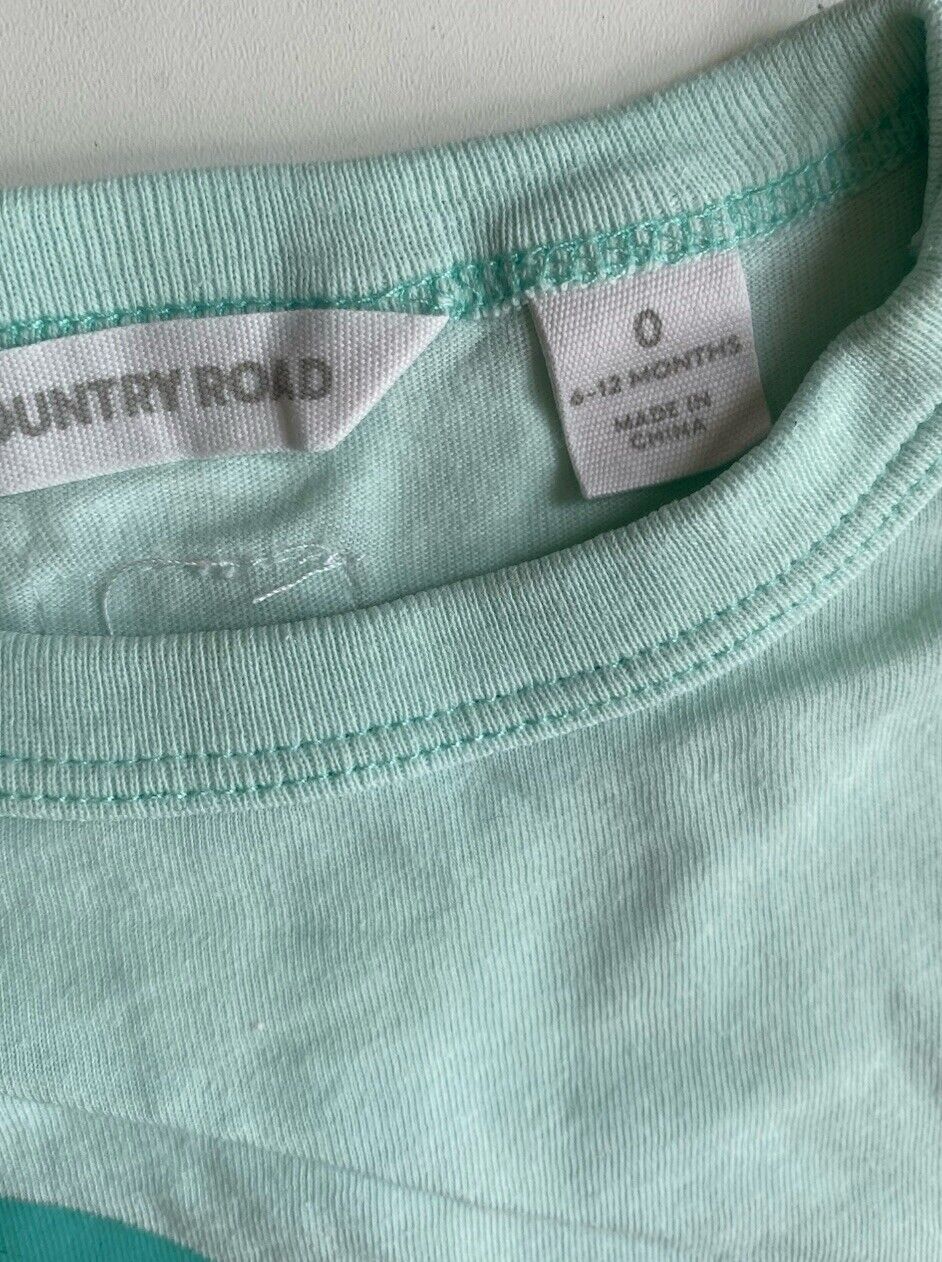 OUNTRY ROAD
0
6-12 MONTHS
MADE IN
CHINA